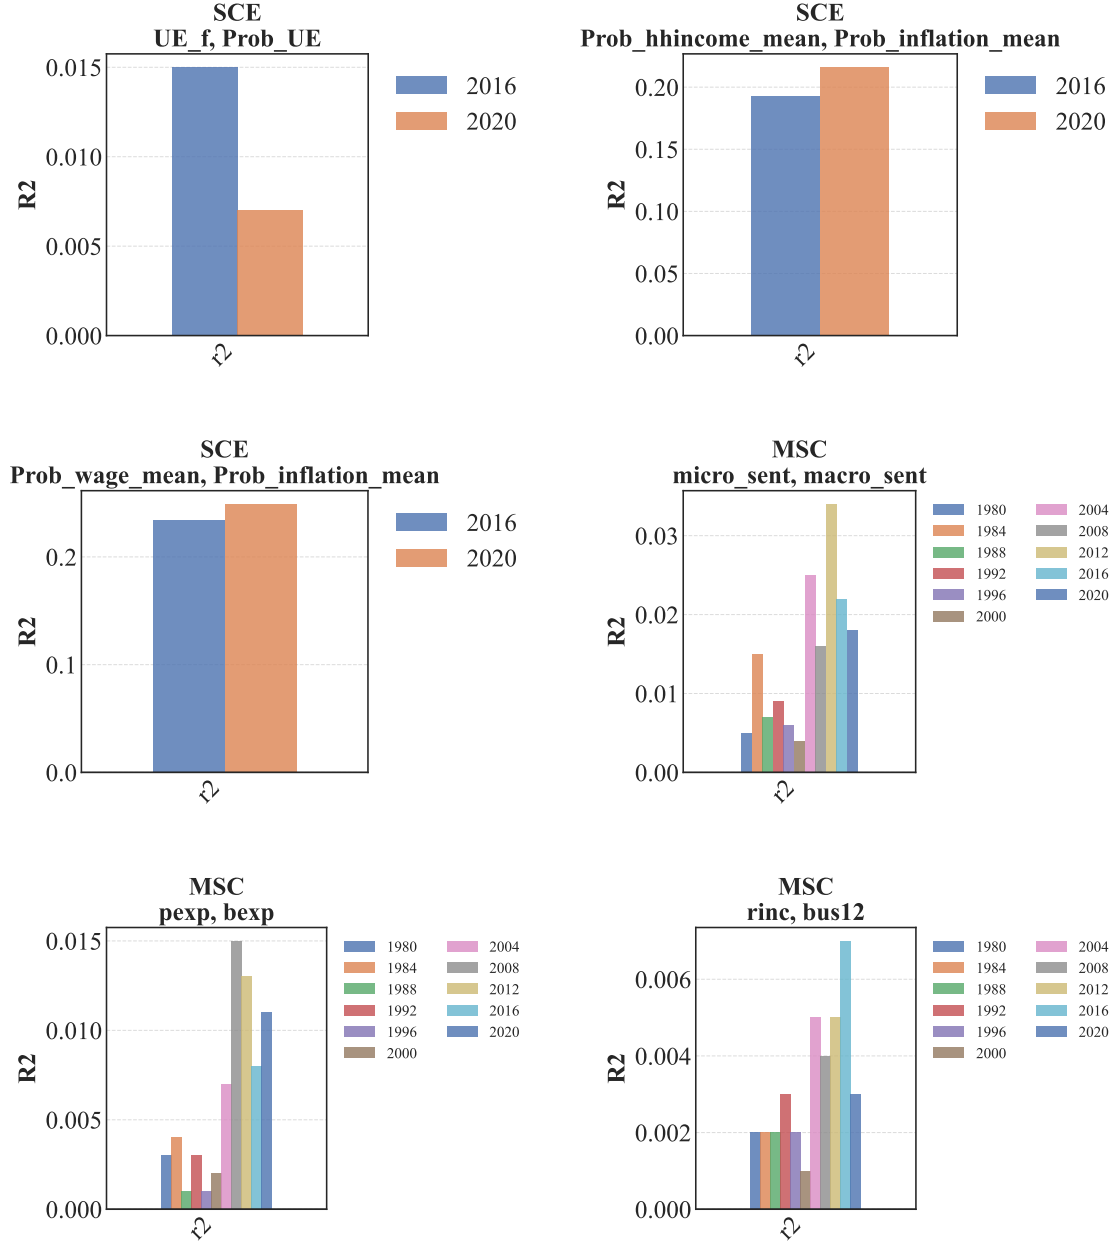 SCE
UE_f, Prob_UE
0.015
0.010
0.005
0.000
R2
r2
2016
2020
SCE
Prob_hhincome_mean, Prob_inflation_mean
0.20
0.15
0.10
0.05
0.00
R2
r2
2016
2020
SCE
Prob_wage_mean, Prob_inflation_mean
0.2
0.1
0.0
R2
r2
2016
2020
MSC
micro_sent, macro_sent
0.03
0.02
0.01
0.00
R2
r2
1980
1984
1988
1992
1996
2000
2004
2008
2012
2016
2020
MSC
pexp, bexp
0.015
0.010
0.005
0.000
R2
r2
1980
1984
1988
1992
1996
2000
2004
2008
2012
2016
2020
MSC
rinc, bus12
0.006
0.004
0.002
0.000
R2
r2
1980
1984
1988
1992
1996
2000
2004
2008
2012
2016
2020